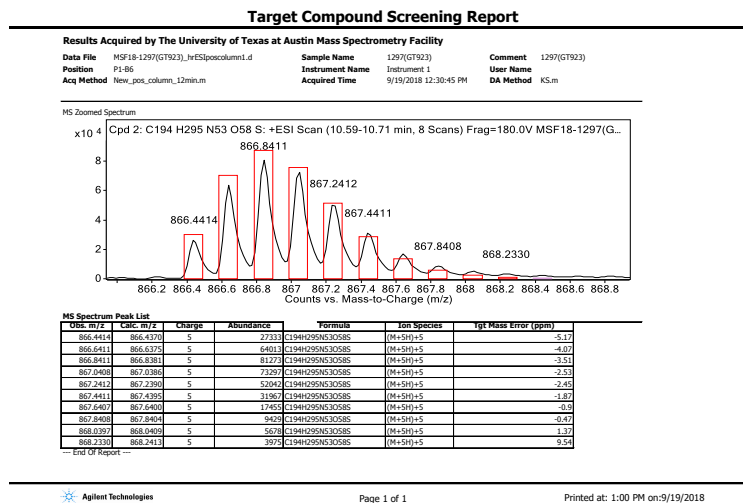 Target Compound Screening Report
Results Acquired by The University of Texas at Austin Mass Spectrometry Facility
Data File MSF18-1297(GT923)_hrESIposcolumn1.d Sample Name 1297(GT923) Comment 1297(GT923)
Position P1-B6 Instrument Name Instrument 1 User Name
Acq Method New_pos_column_12min.m Acquired Time 9/19/2018 12:30:45 PM DA Method KS.m
MS Zoomed Spectrum
x10 4 Cpd 2: C194 H295 N53 O58 S: +ESI Scan (10.59-10.71 min, 8 Scans) Frag=180.0V MSF18-1297(G...
866.8411
8
867.2412
6
866.4414 867.4411
4
867.8408
868.2330
2
0
866.2 866.4 866.6 866.8 867 867.2 867.4 867.6 867.8 868 868.2 868.4 868.6 868.8
Counts vs. Mass-to-Charge (m/z)
MS Spectrum Peak List
Obs. m/z Calc. m/z Charge Abundance Formula Ion Species Tgt Mass Error (ppm)
866.4414 866.4370 5 27333 C194H295N53O58S (M+5H)+5 -5.17
866.6411 866.6375 5 64013 C194H295N53O58S (M+5H)+5 -4.07
866.8411 866.8381 5 81273 C194H295N53O58S (M+5H)+5 -3.51
867.0408 867.0386 5 73297 C194H295N53O58S (M+5H)+5 -2.53
867.2412 867.2390 5 52042 C194H295N53O58S (M+5H)+5 -2.45
867.4411 867.4395 5 31967 C194H295N53O58S (M+5H)+5 -1.87
867.6407 867.6400 5 17455 C194H295N53O58S (M+5H)+5 -0.9
867.8408 867.8404 5 9429 C194H295N53O58S (M+5H)+5 -0.47
868.0397 868.0409 5 5678 C194H295N53O58S (M+5H)+5 1.37
868.2330 868.2413 5 3975 C194H295N53O58S (M+5H)+5 9.54
--- End Of Report ---
Agilent Technologies Page 1 of 1 Printed at: 1:00 PM on:9/19/2018